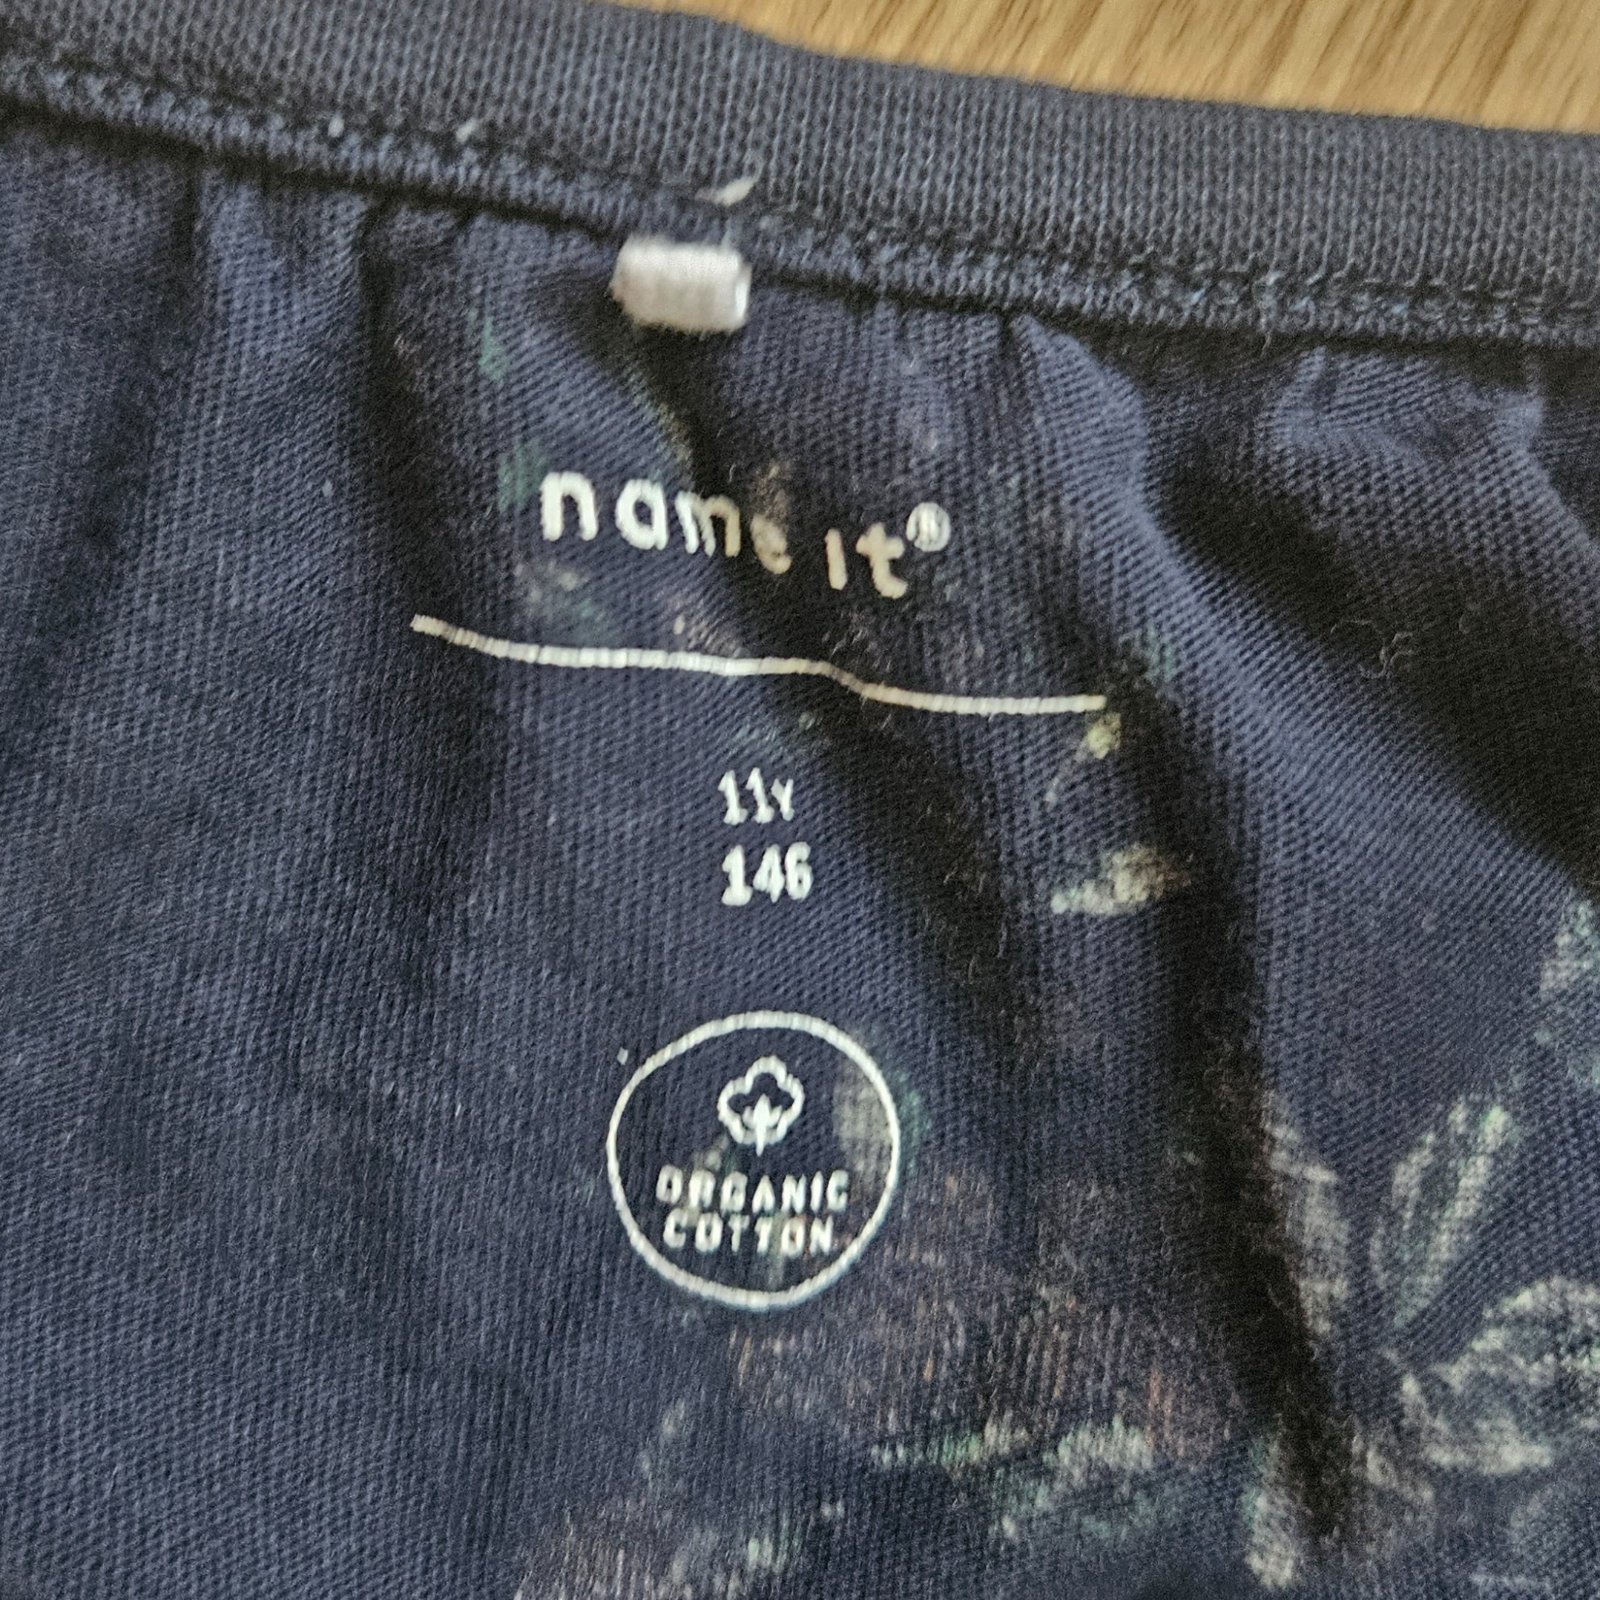 name it®
11Y
146
ORGANIC
COTTON